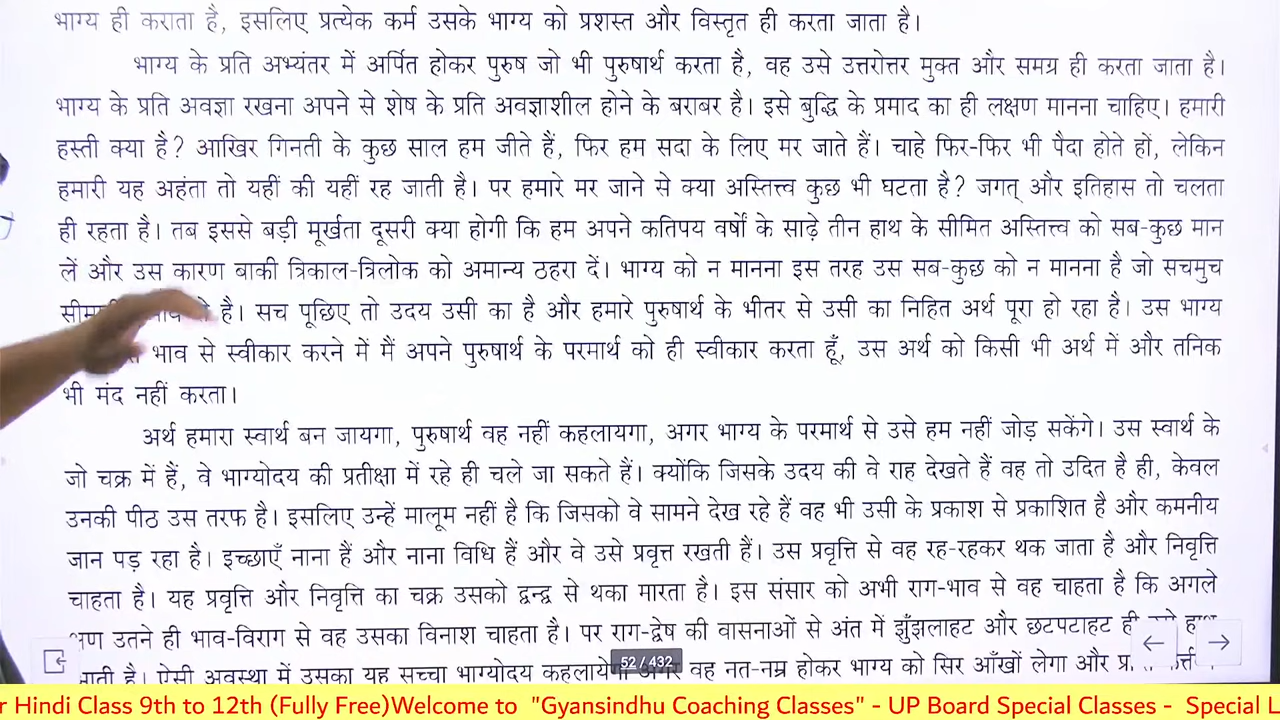 भाग्य ही कराता है, इसलिए प्रत्येक कर्म उसके भाग्य को प्रशस्त और विस्तृत ही करता जाता है।
भाग्य के प्रति अभ्यंतर में अर्पित होकर पुरुष जो भी पुरुषार्थ करता है, वह उसे उत्तरोत्तर मुक्त और समग्र ही करता जाता है।
भाग्य के प्रति अवज्ञा रखना अपने से शेष के प्रति अवज्ञाशील होने के बराबर है। इसे बुद्धि के प्रमाद का ही लक्षण मानना चाहिए। हमारी
हस्ती क्या है? आखिर गिनती के कुछ साल हम जीते हैं, फिर हम सदा के लिए मर जाते हैं। चाहे फिर-फिर भी पैदा होते हों, लेकिन
हमारी यह अहंता तो यहीं की यहीं रह जाती है। पर हमारे मर जाने से क्या अस्तित्त्व कुछ भी घटता है? जगत् और इतिहास तो चलता
ही रहता है। तब इससे बड़ी मूर्खता दूसरी क्या होगी कि हम अपने कतिपय वर्षों के साढ़े तीन हाथ के सीमित अस्तित्त्व को सब-कुछ मान
लें और उस कारण बाकी त्रिकाल-त्रिलोक को अमान्य ठहरा दें। भाग्य को न मानना इस तरह उस सब-कुछ को न मानना है जो सचमुच
है। सच पूछिए तो उदय उसी का है और हमारे पुरुषार्थ के भीतर से उसी का निहित अर्थ पूरा हो रहा है। उस भाग्य
भाव से स्वीकार करने में मैं अपने पुरुषार्थ के परमार्थ को ही स्वीकार करता हूँ, उस अर्थ को किसी भी अर्थ में और तनिक
भी मंद नहीं करता।
अर्थ हमारा स्वार्थ बन जायगा, पुरुषार्थ वह नहीं कहलायगा, अगर भाग्य के परमार्थ से उसे हम नहीं जोड़ सकेंगे। उस स्वार्थ के
जो चक्र में हैं, वे भाग्योदय की प्रतीक्षा में रहे ही चले जा सकते हैं। क्योंकि जिसके उदय की वे राह देखते हैं वह तो उदित है ही, केवल
उनकी पीठ उस तरफ है। इसलिए उन्हें मालूम नहीं है कि जिसको वे सामने देख रहे हैं वह भी उसी के प्रकाश से प्रकाशित है और कमनीय
जान पड़ रहा है। इच्छाएँ नाना हैं और नाना विधि हैं और वे उसे प्रवृत्त रखती हैं। उस प्रवृत्ति से वह रह-रहकर थक जाता है और निवृत्ति
चाहता है। यह प्रवृत्ति और निवृत्ति का चक्र उसको द्वन्द्व से थका मारता है। इस संसार को अभी राग-भाव से वह चाहता है कि अगले
उतने ही भाव-विराग से वह उसका विनाश चाहता है। पर राग-द्वेष की वासनाओं से अंत में झुँझलाहट और छटपटाहट ही
है। ऐसी अवस्था में उसका यह सच्चा भाग्योदय वह नत-नम्र होकर भाग्य को सिर आँखों लेगा और
52 / 432
r Hindi Class 9th to 12th (Fully Free)Welcome to "Gyansindhu Coaching Classes" - UP Board Special Classes - Special L